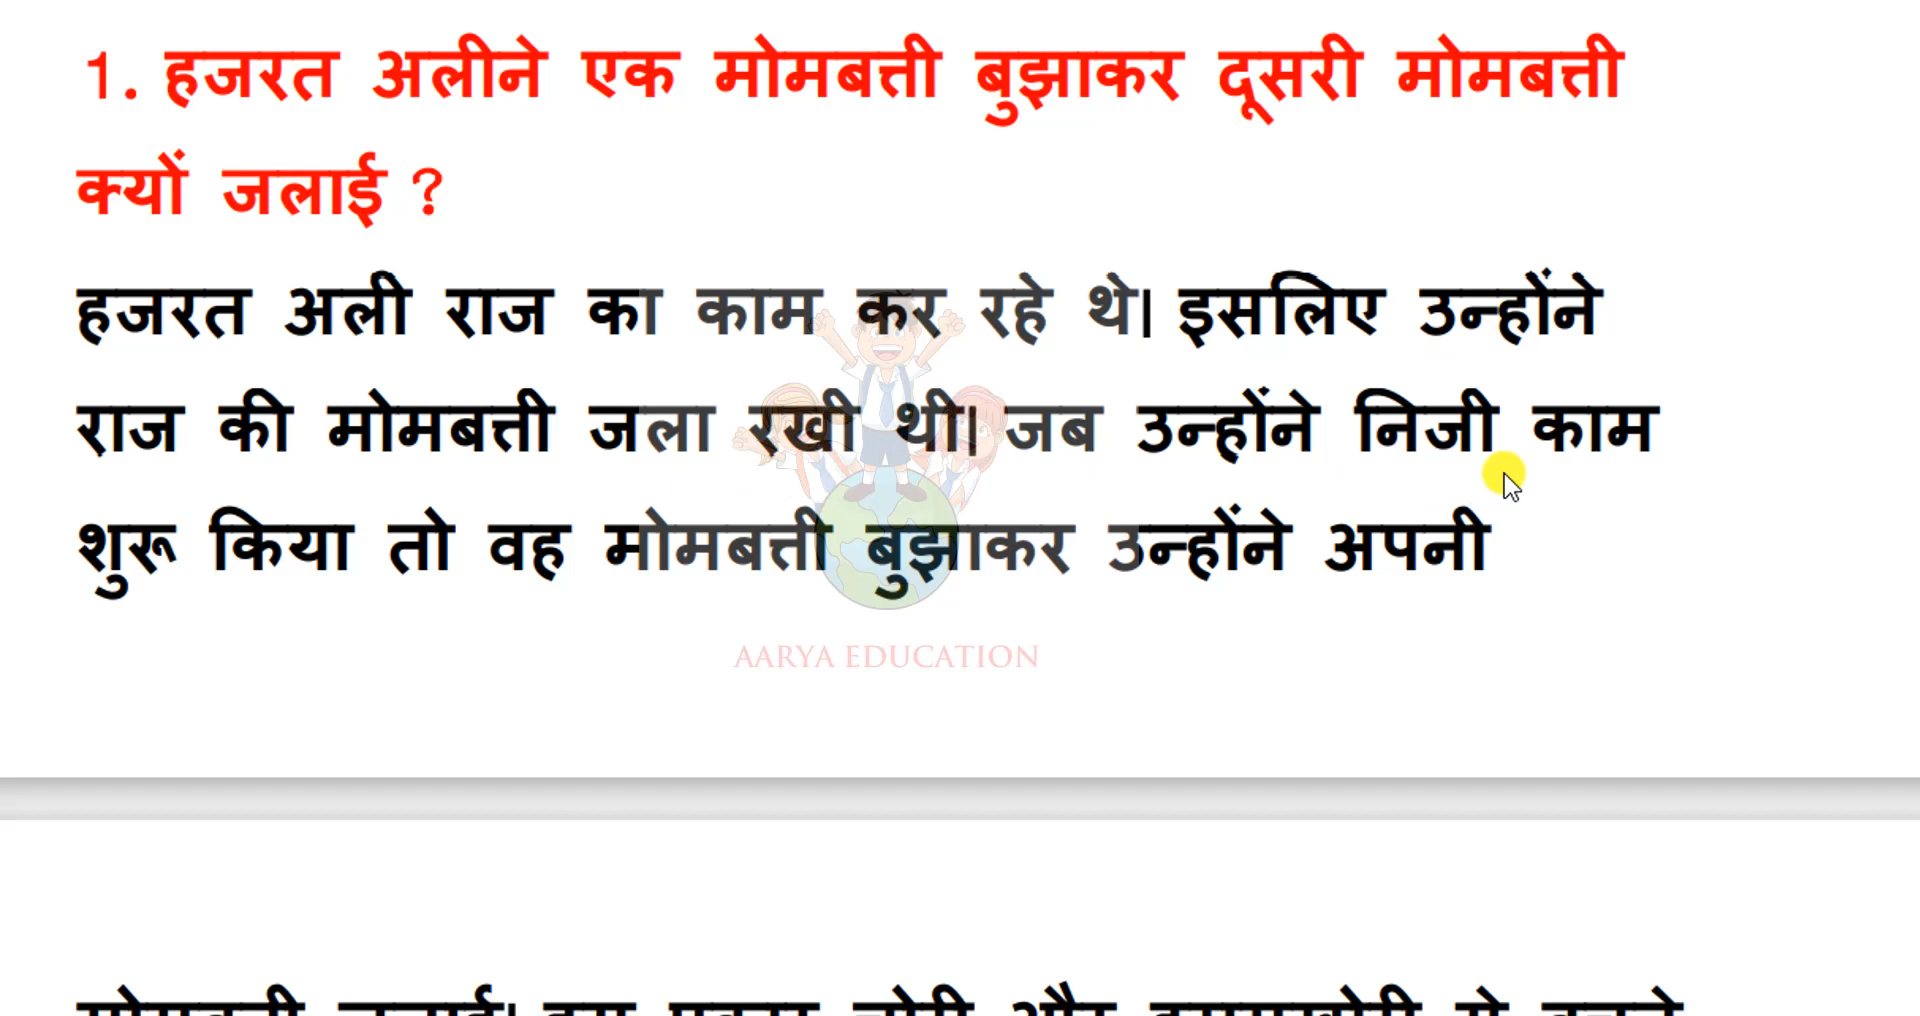 1. हजरत अलीने एक मोमबत्ती बुझाकर दूसरी मोमबत्ती
क्यों जलाई ?
हजरत अली राज का काम कर रहे थे। इसलिए उन्होंने
राज की मोमबत्ती जला रखी थी। जब उन्होंने निजी काम
शुरू किया तो वह मोमबत्ती बुझाकर उन्होंने अपनी
AARYA EDUCATION